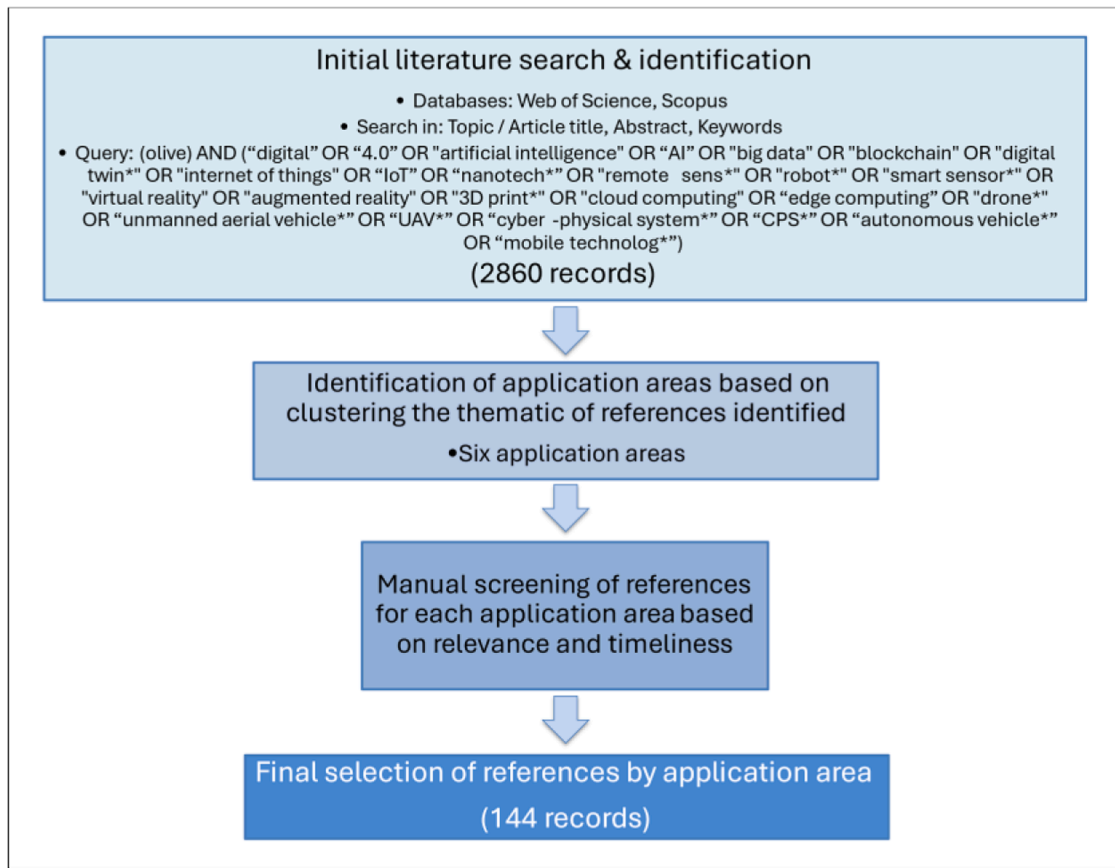 Initial literature search & identification
• Databases: Web of Science, Scopus
• Search in: Topic / Article title, Abstract, Keywords
• Query: (olive) AND (“digital” OR “4.0” OR "artificial intelligence" OR “AI” OR "big data" OR "blockchain" OR "digital
twin*" OR "internet of things" OR “IoT” OR “nanotech*” OR "remote sens*" OR "robot*" OR "smart sensor*" OR
"virtual reality" OR "augmented reality" OR "3D print*" OR "cloud computing" OR “edge computing” OR "drone*"
OR “unmanned aerial vehicle*” OR “UAV*” OR “cyber -physical system*” OR “CPS*” OR “autonomous vehicle*”
OR “mobile technolog*”)
(2860 records)
Identification of application areas based on
clustering the thematic of references identified
•Six application areas
Manual screening of references
for each application area based
on relevance and timeliness
Final selection of references by application area
(144 records)